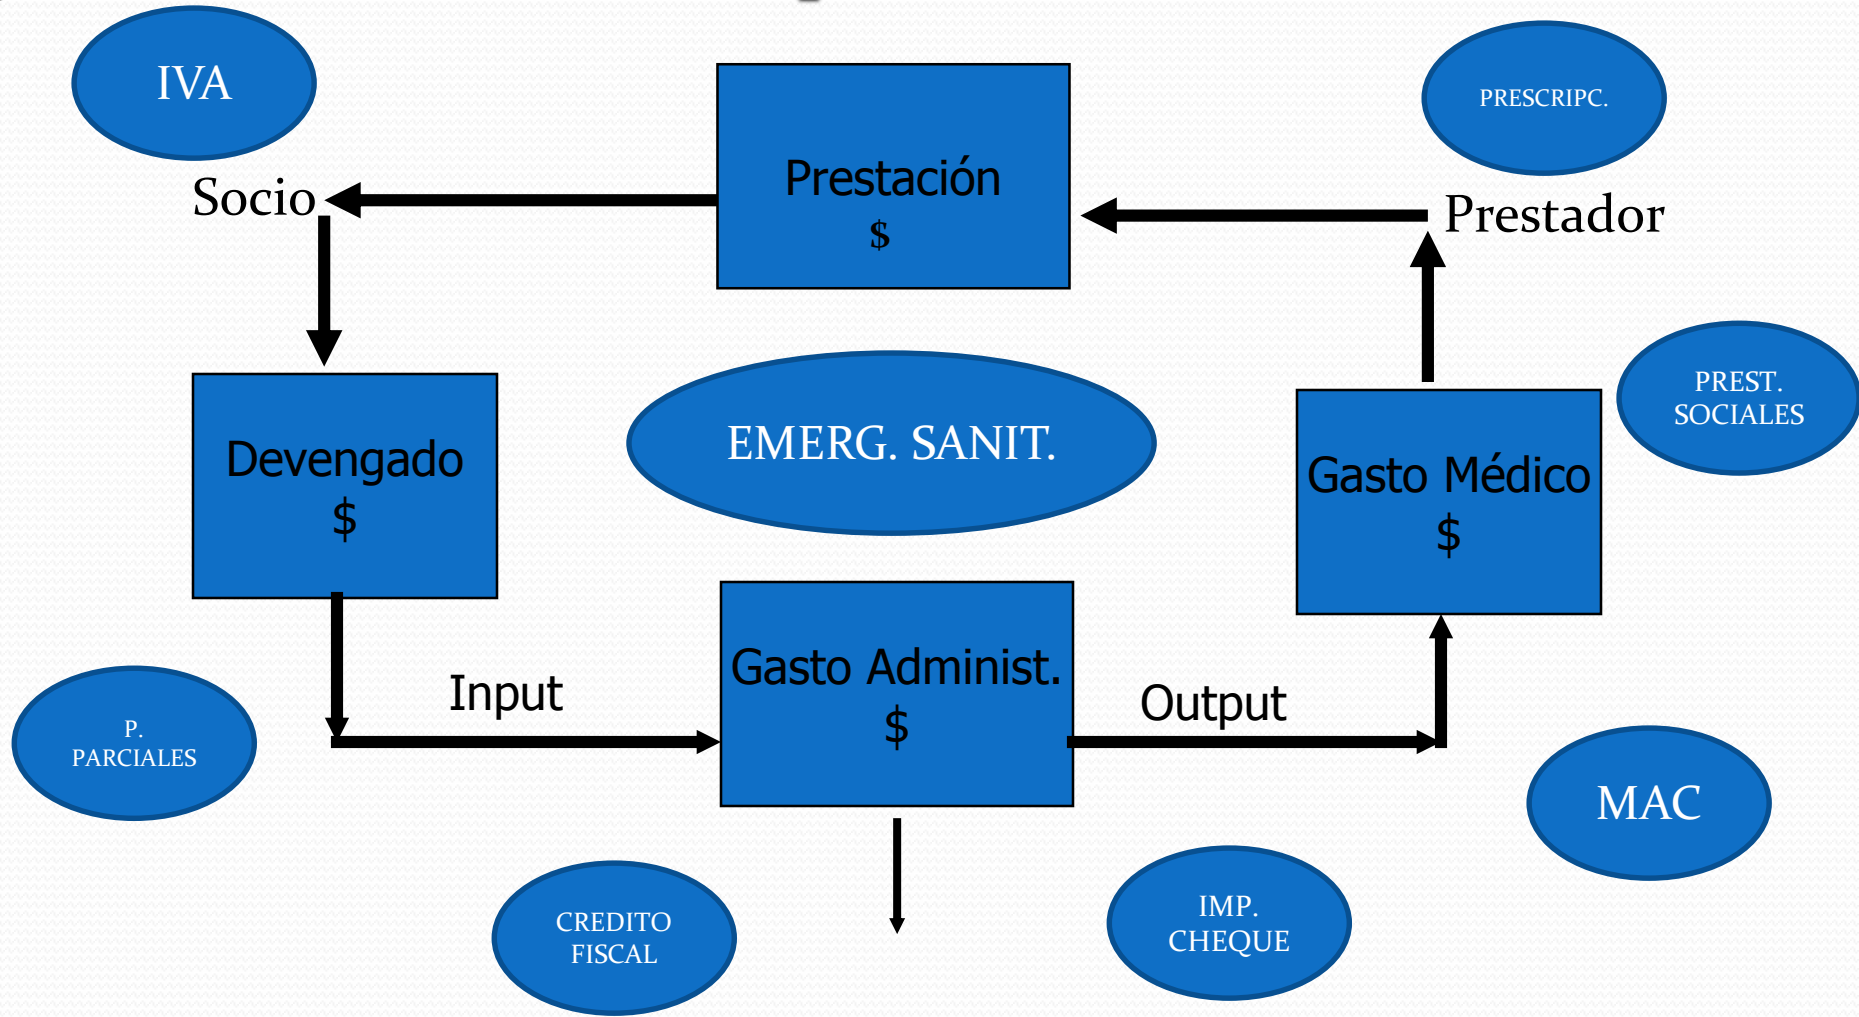 IVA
PRESCRIPC.
Prestación
$
Socio
Prestador
PREST.
SOCIALES
EMERG. SANIT.
Devengado
$
Gasto Médico
$
Gasto Administ.
$
Input
Output
P.
PARCIALES
MAC
CREDITO
FISCAL
IMP.
CHEQUE